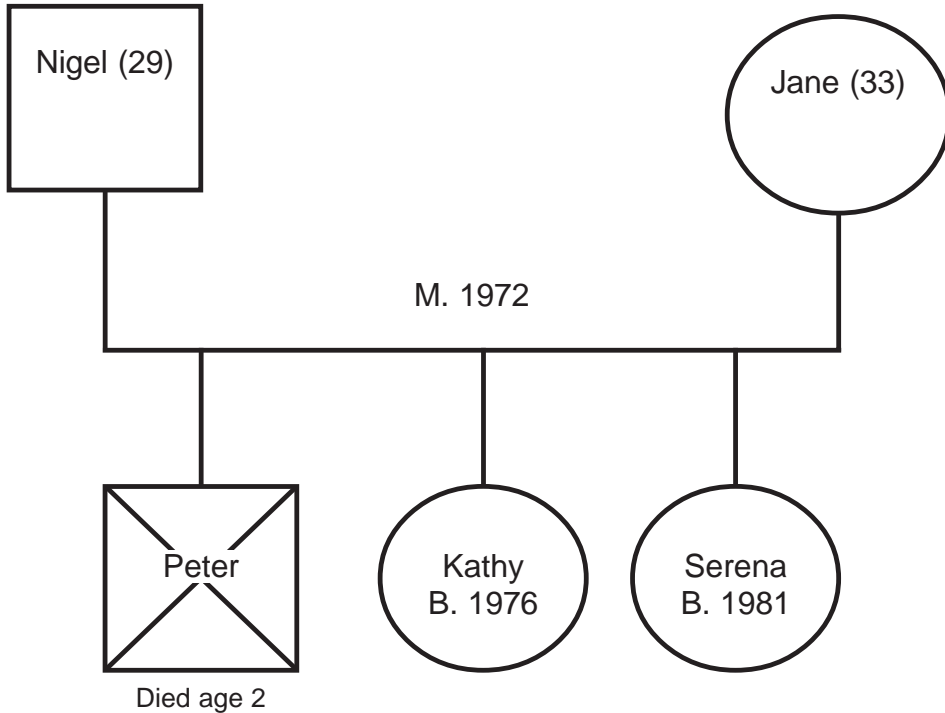 Nigel (29)
Jane (33)
M. 1972
Peter
Kathy
B. 1976
Serena
B. 1981
Died age 2